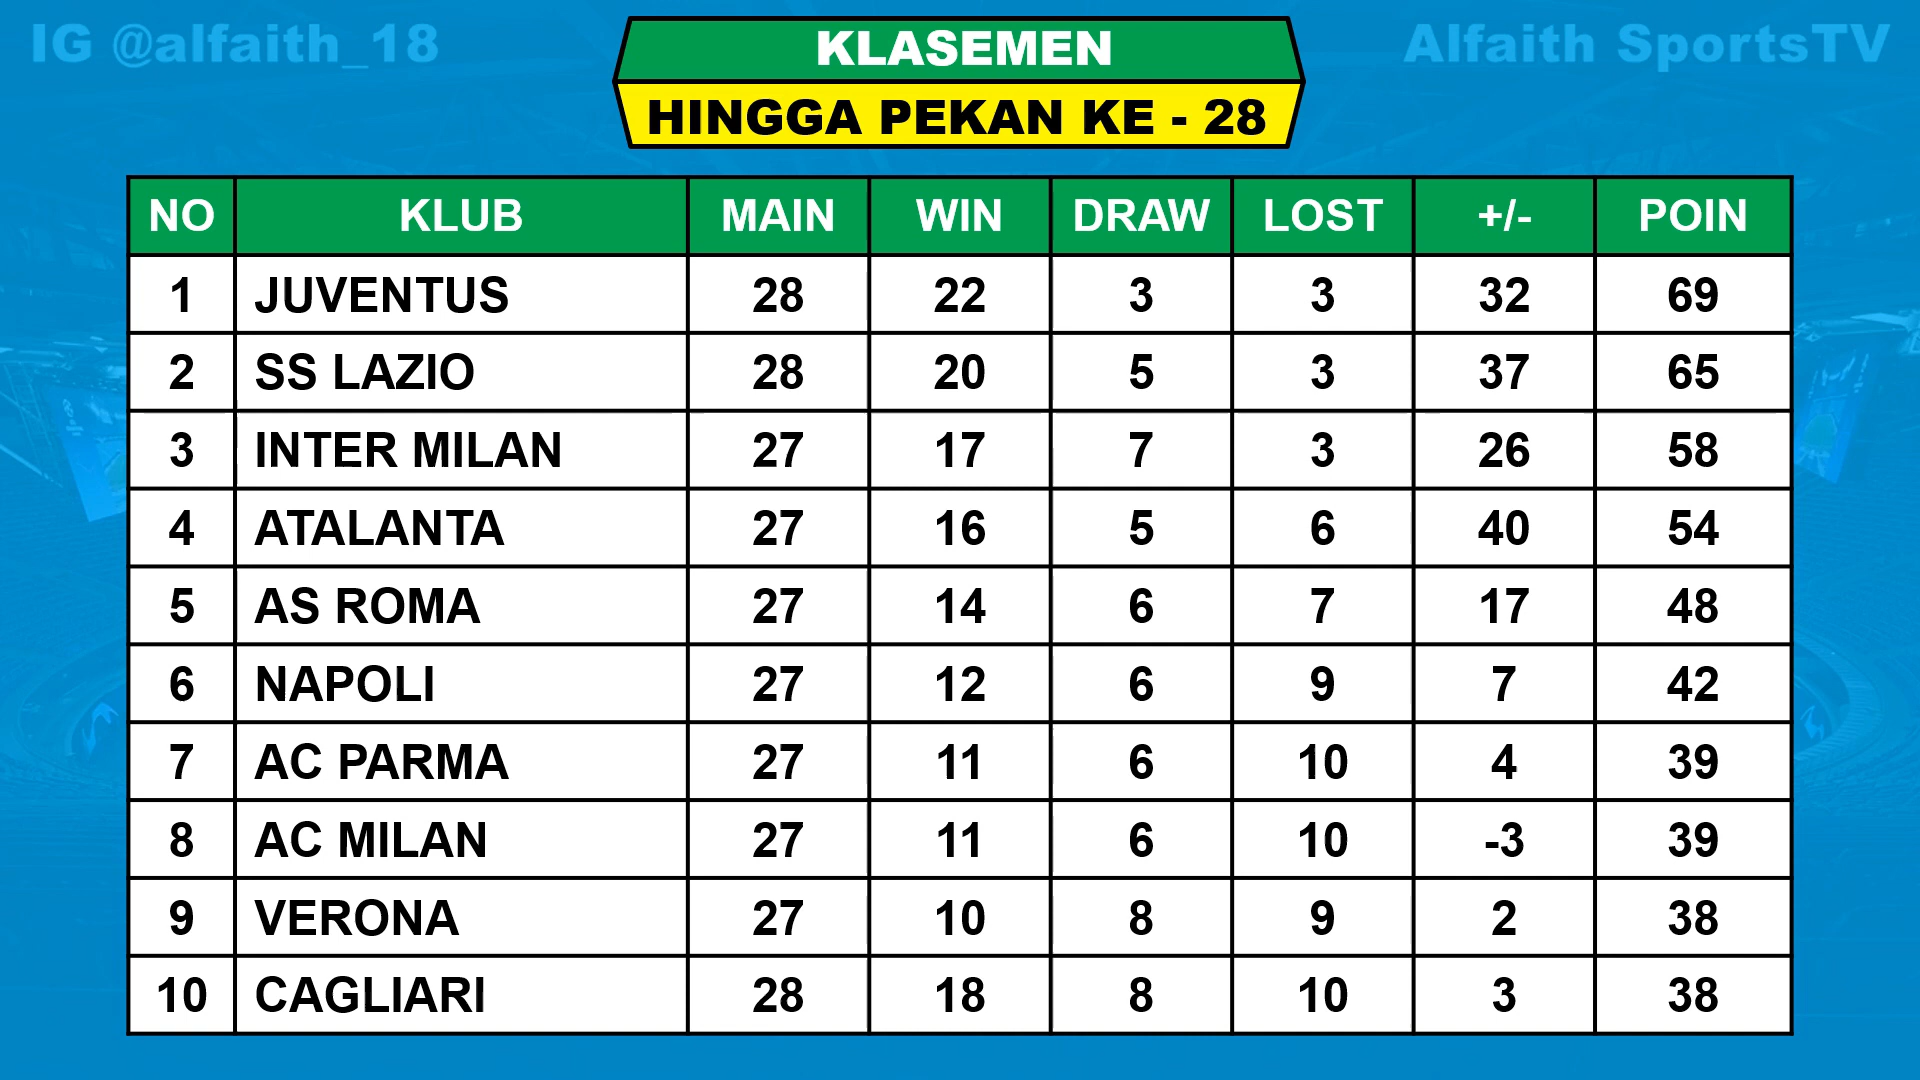 IG @alfaith_18
KLASEMEN
Alfaith SportsTV
HINGGA PEKAN KE - 28
NO KLUB MAIN WIN DRAW LOST +/- POIN
1 JUVENTUS 28 22 3 3 32 69
2 SS LAZIO 28 20 5 3 37 65
3 INTER MILAN 27 17 7 3 26 58
4 ATALANTA 27 16 5 6 40 54
5 AS ROMA 27 14 6 7 17 48
6 NAPOLI 27 12 6 9 7 42
7 AC PARMA 27 11 6 10 4 39
8 AC MILAN 27 11 6 10 -3 39
9 VERONA 27 10 8 9 2 38
10 CAGLIARI 28 18 8 10 3 38